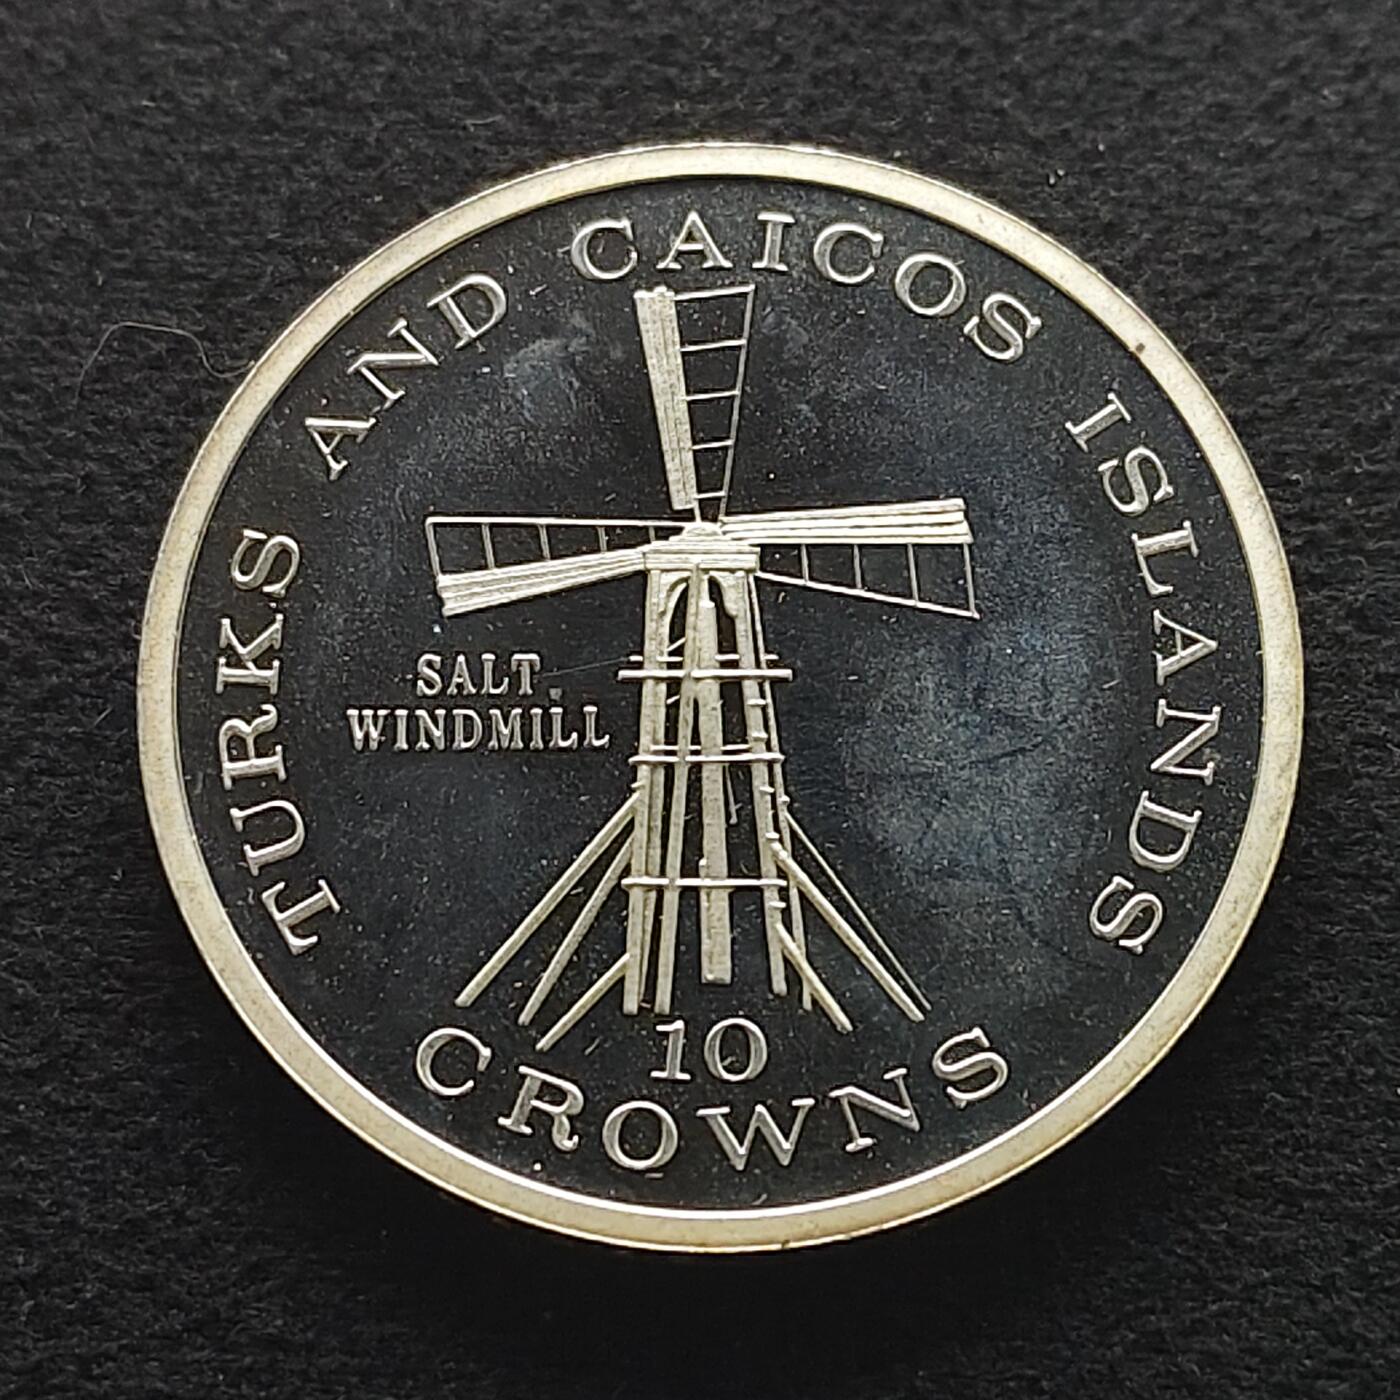 TURKS AND CAICOS ISLANDS
SALT
WINDMILL
10
CROWNS